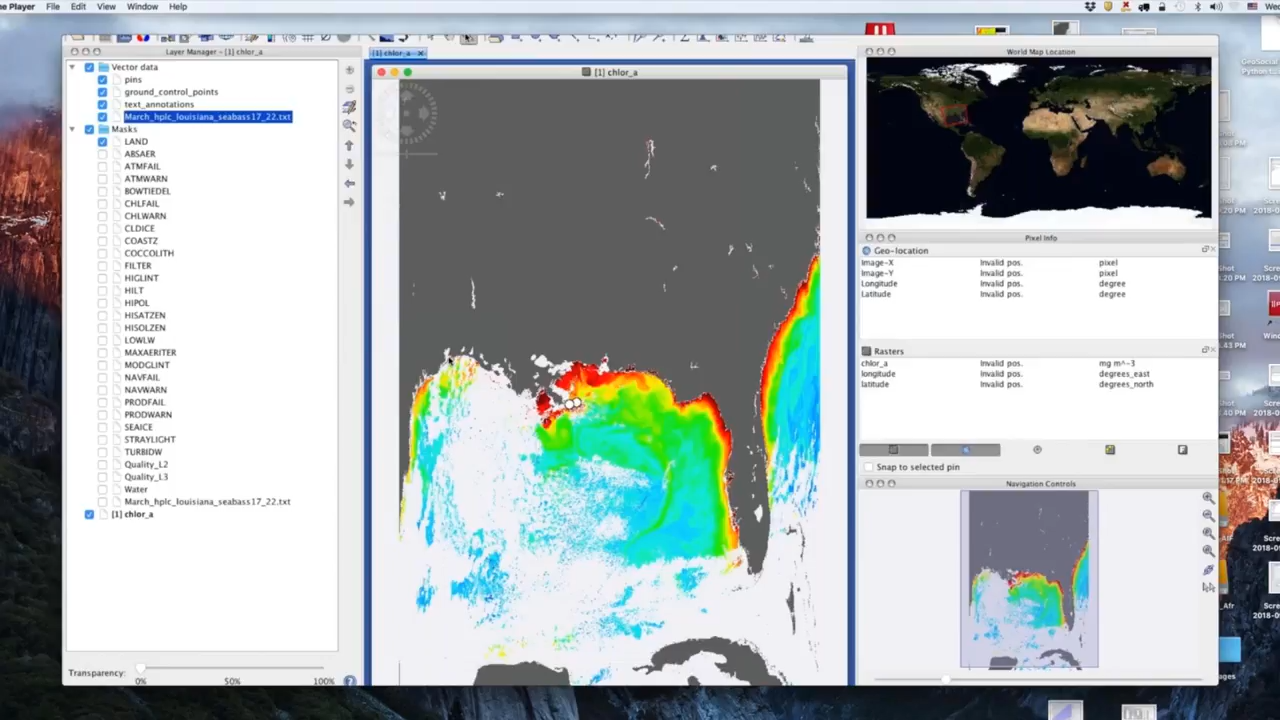 File Edit View Window Help
Layer Manager - [1] chlor_a
Vector data
pins
ground_control_points
text_annotations
March_hplc_louisiana_seabass17_22.txt
Masks
LAND
ABSAER
ATMFAIL
ATMWARN
BOWTIEDEL
CHLFAIL
CHLWARN
CLDICE
COASTZ
COCCOLITH
FILTER
HIGLINT
HILT
HIPOL
HISATZEN
HISOLZEN
LOWLW
MAXAERITER
MODGLINT
NAVFAIL
NAVWARN
PRODFAIL
PRODWARN
SEAICE
STRAYLIGHT
TURBIDW
Quality_L2
Quality_L3
Water
March_hplc_louisiana_seabass17_22.txt
[1] chlor_a
Transparency:
0% 50% 100%
[1] chlor_a
[1] chlor_a
World Map Location
Pixel Info
Geo-location
Image-X Invalid pos. pixel
Image-Y Invalid pos. pixel
Longitude Invalid pos. degree
Latitude Invalid pos. degree
Rasters
chlor_a Invalid pos. mg m^-3
longitude Invalid pos. degrees_east
latitude Invalid pos. degrees_north
Snap to selected pin
Navigation Controls